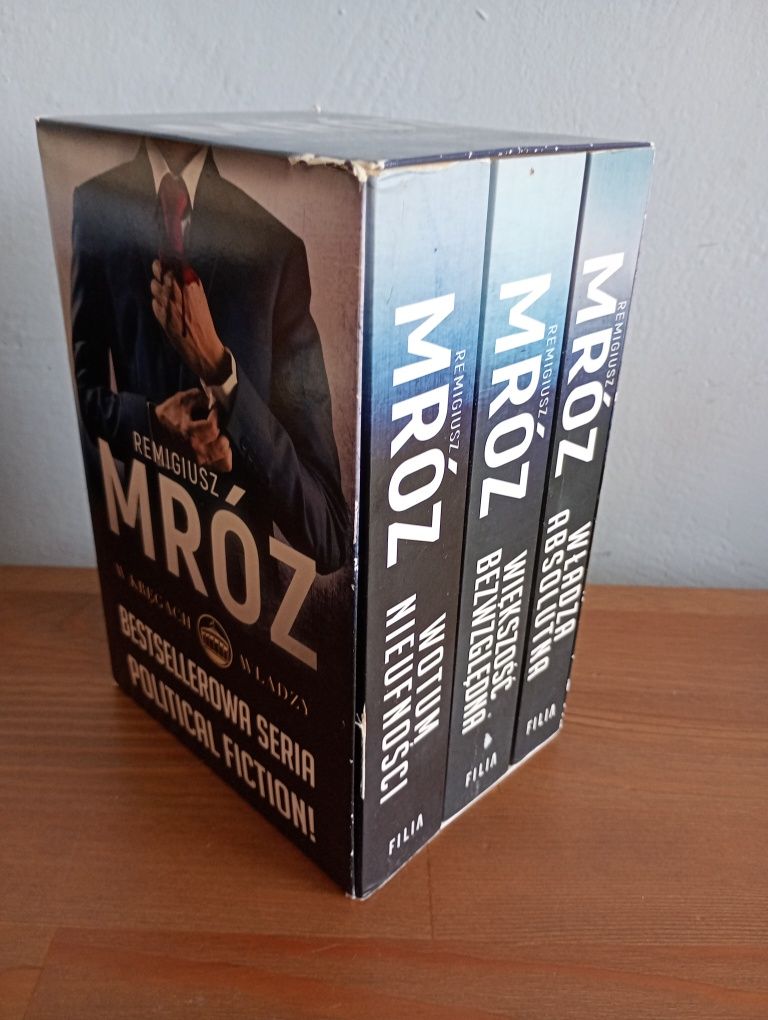 REMIGIUSZ
MRÓZ
W KRĘGACH WŁADZY
BESTSELLEROWA SERIA
POLITICAL FICTION!
REMIGIUSZ
MRÓZ
WOTUM
NIEUFNOŚCI
FILIA
REMIGIUSZ
MRÓZ
WIĘKSZOŚĆ
BEZWZGLĘDNA
FILIA
REMIGIUSZ
MRÓZ
WŁADZA
ABSOLUTNA
FILIA